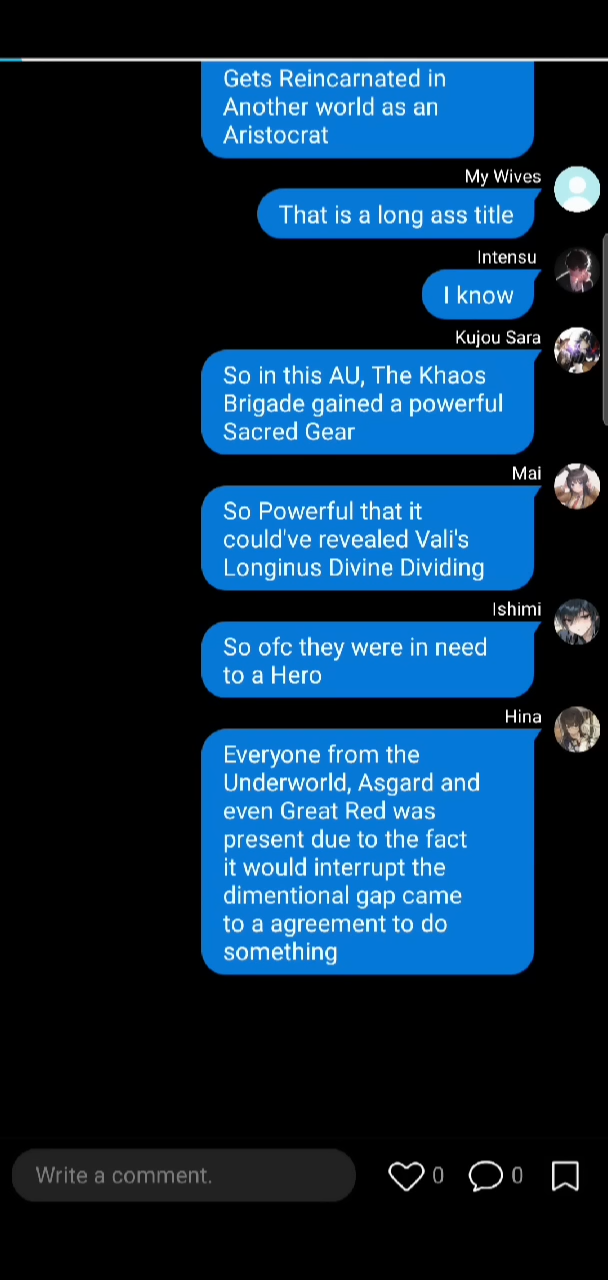 Gets Reincarnated in
Another world as an
Aristocrat
My Wives
That is a long ass title
Intensu
I know
Kujou Sara
So in this AU, The Khaos
Brigade gained a powerful
Sacred Gear
Mai
So Powerful that it
could've revealed Vali's
Longinus Divine Dividing
Ishimi
So ofc they were in need
to a Hero
Hina
Everyone from the
Underworld, Asgard and
even Great Red was
present due to the fact
it would interrupt the
dimentional gap came
to a agreement to do
something
Write a comment.
0
0